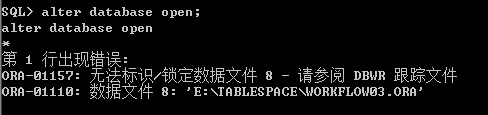 SQL> alter database open;
alter database open
*
第 1 行出现错误:
ORA-01157: 无法标识/锁定数据文件 8 - 请参阅 DBWR 跟踪文件
ORA-01110: 数据文件 8: 'E:\TABLESPACE\WORKFLOW03.ORA'